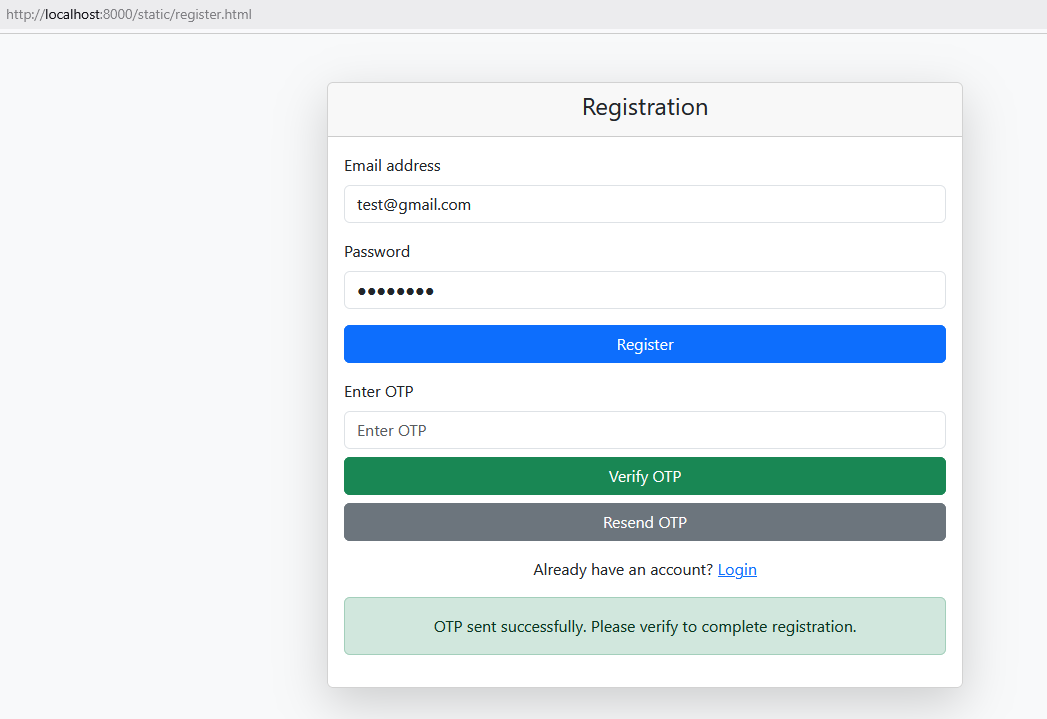 http://localhost:8000/static/register.html
Registration
Email address
test@gmail.com
Password
●●●●●●●●
Register
Enter OTP
Enter OTP
Verify OTP
Resend OTP
Already have an account? Login
OTP sent successfully. Please verify to complete registration.